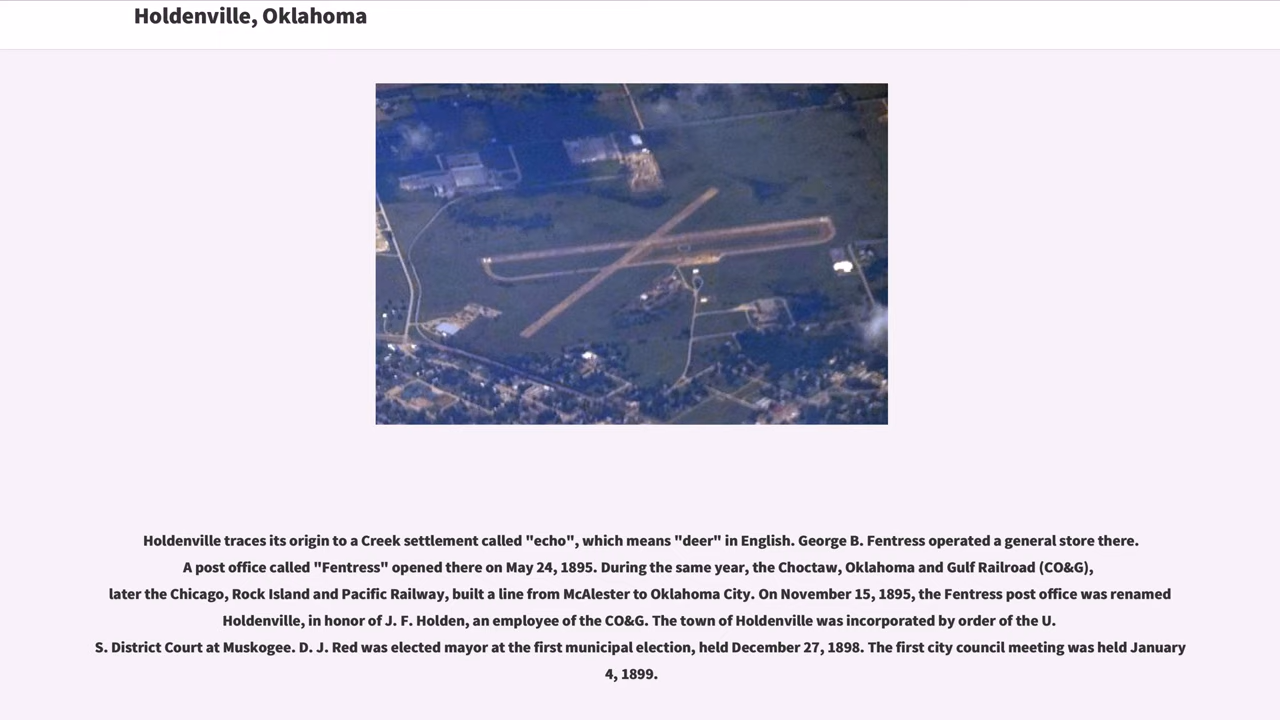 Holdenville, Oklahoma
Holdenville traces its origin to a Creek settlement called "echo", which means "deer" in English. George B. Fentress operated a general store there.
A post office called "Fentress" opened there on May 24, 1895. During the same year, the Choctaw, Oklahoma and Gulf Railroad (CO&G),
later the Chicago, Rock Island and Pacific Railway, built a line from McAlester to Oklahoma City. On November 15, 1895, the Fentress post office was renamed
Holdenville, in honor of J. F. Holden, an employee of the CO&G. The town of Holdenville was incorporated by order of the U.
S. District Court at Muskogee. D. J. Red was elected mayor at the first municipal election, held December 27, 1898. The first city council meeting was held January
4, 1899.